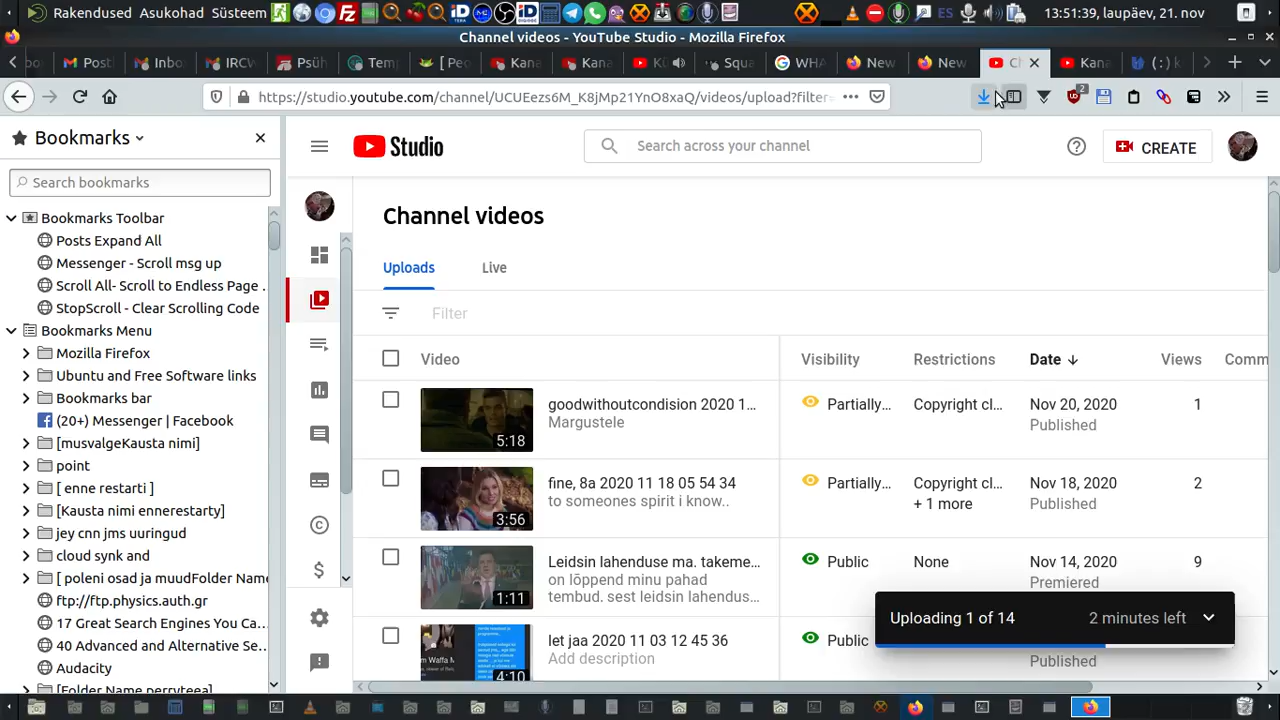 Rakendused Asukohad Süsteem ES 13:51:39, laupäev, 21. nov
Channel videos - YouTube Studio - Mozilla Firefox
Posti Inbo IRCW Psüh Temp [ Peo Kana Kana Kü Squa WHA New New Ch Kana ( : ) k
https://studio.youtube.com/channel/UCUEezs6M_K8jMp21YnO8xaQ/videos/upload?filter= 2
Bookmarks
Search bookmarks
Bookmarks Toolbar
Posts Expand All
Messenger - Scroll msg up
Scroll All- Scroll to Endless Page ...
StopScroll - Clear Scrolling Code
Bookmarks Menu
Mozilla Firefox
Ubuntu and Free Software links
Bookmarks bar
(20+) Messenger | Facebook
[musvalgeKausta nimi]
point
[ enne restarti ]
[Kausta nimi ennerestarty]
jey cm jms uuringud
cloud synk and
[ poleni osad ja muudFolder Name
ftp://ftp.physics.auth.gr
17 Great Search Engines You Ca...
40 Advanced and Alternative Se...
Audacity
Studio
Search across your channel
CREATE
Channel videos
Uploads Live
Filter
Video Visibility Restrictions Date Views Comm
5:18
goodwithoutcondision 2020 1...
Margustele
Partially... Copyright cl... Nov 20, 2020 1
Published
3:56
fine, 8a 2020 11 18 05 54 34
to someones spirit i know..
Partially... Copyright cl... Nov 18, 2020 2
+ 1 more Published
1:11
Leidsin lahenduse ma. takeme...
on lõppend minu pahad
tembud. sest leidsin lahendus...
Public None Nov 14, 2020 9
Premiered
4:10
let jaa 2020 11 03 12 45 36
Add description
Public
Published
Uploading 1 of 14 2 minutes left